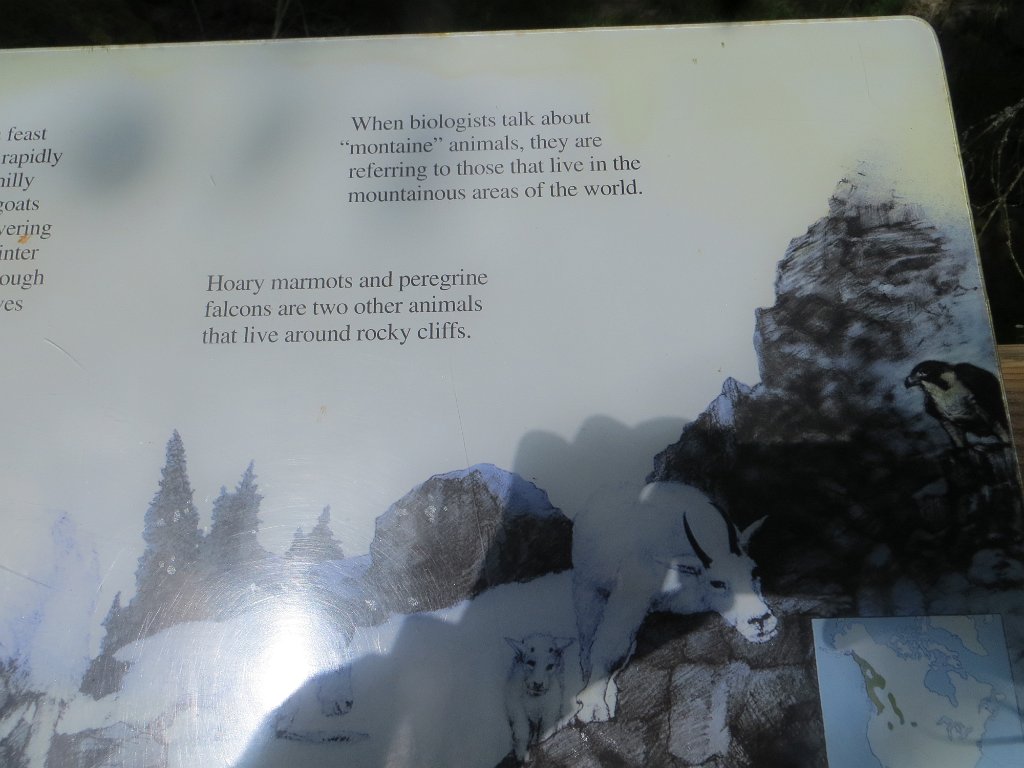 feast
rapidly
goats
When biologists talk about
“montaine” animals, they are
referring to those that live in the
mountainous areas of the world.
Hoary marmots and peregrine
falcons are two other animals
that live around rocky cliffs.